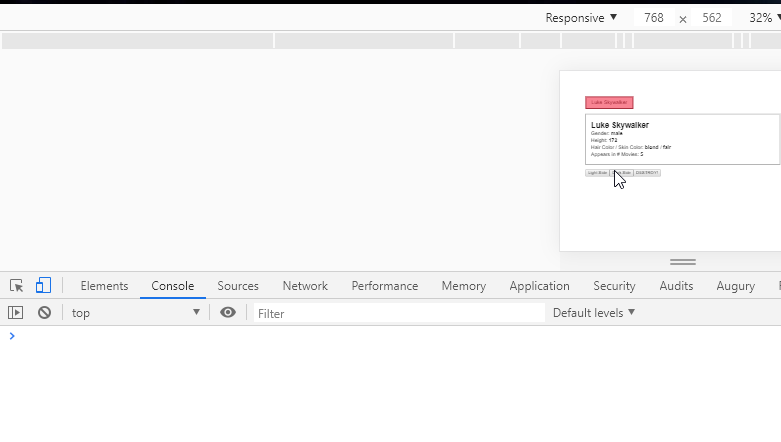 Responsive ▼ 768 × 562 32% ▼
Luke Skywalker
Luke Skywalker
Gender: male
Height: 172
Hair Color / Skin Color: blond / fair
Appears in # Movies: 5
Light Side Side DESTROY!
Elements Console Sources Network Performance Memory Application Security Audits Augury
top ▼ Filter Default levels ▼
>